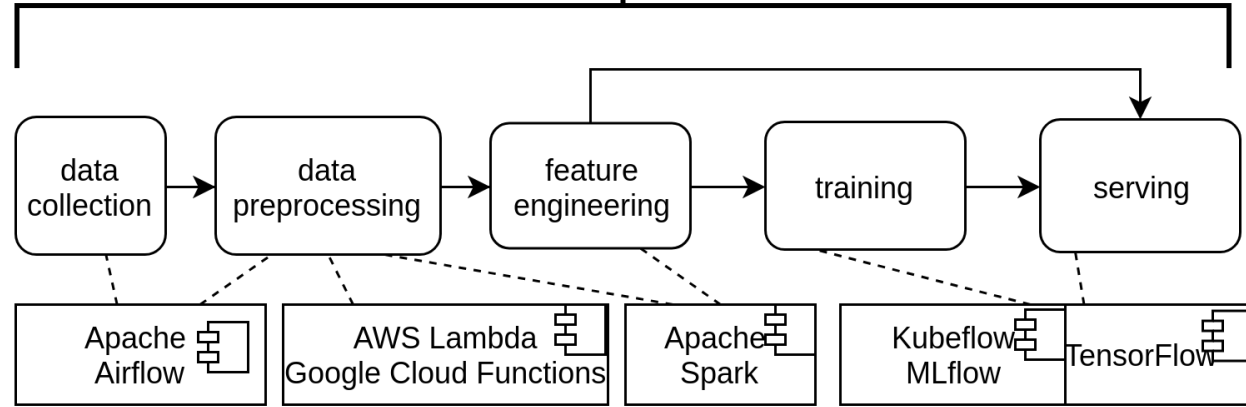 data
collection
data
preprocessing
feature
engineering
training
serving
Apache
Airflow
AWS Lambda
Google Cloud Functions
Apache
Spark
Kubeflow
MLflow
TensorFlow